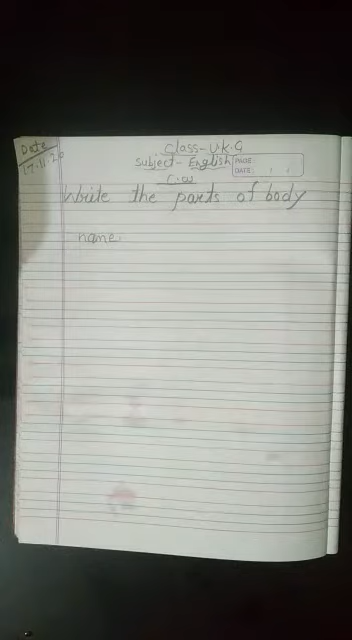 Date
17.11.20
Class-U.K.G
Subject - English
PAGE
DATE
C.W
Write the parts of body
name.